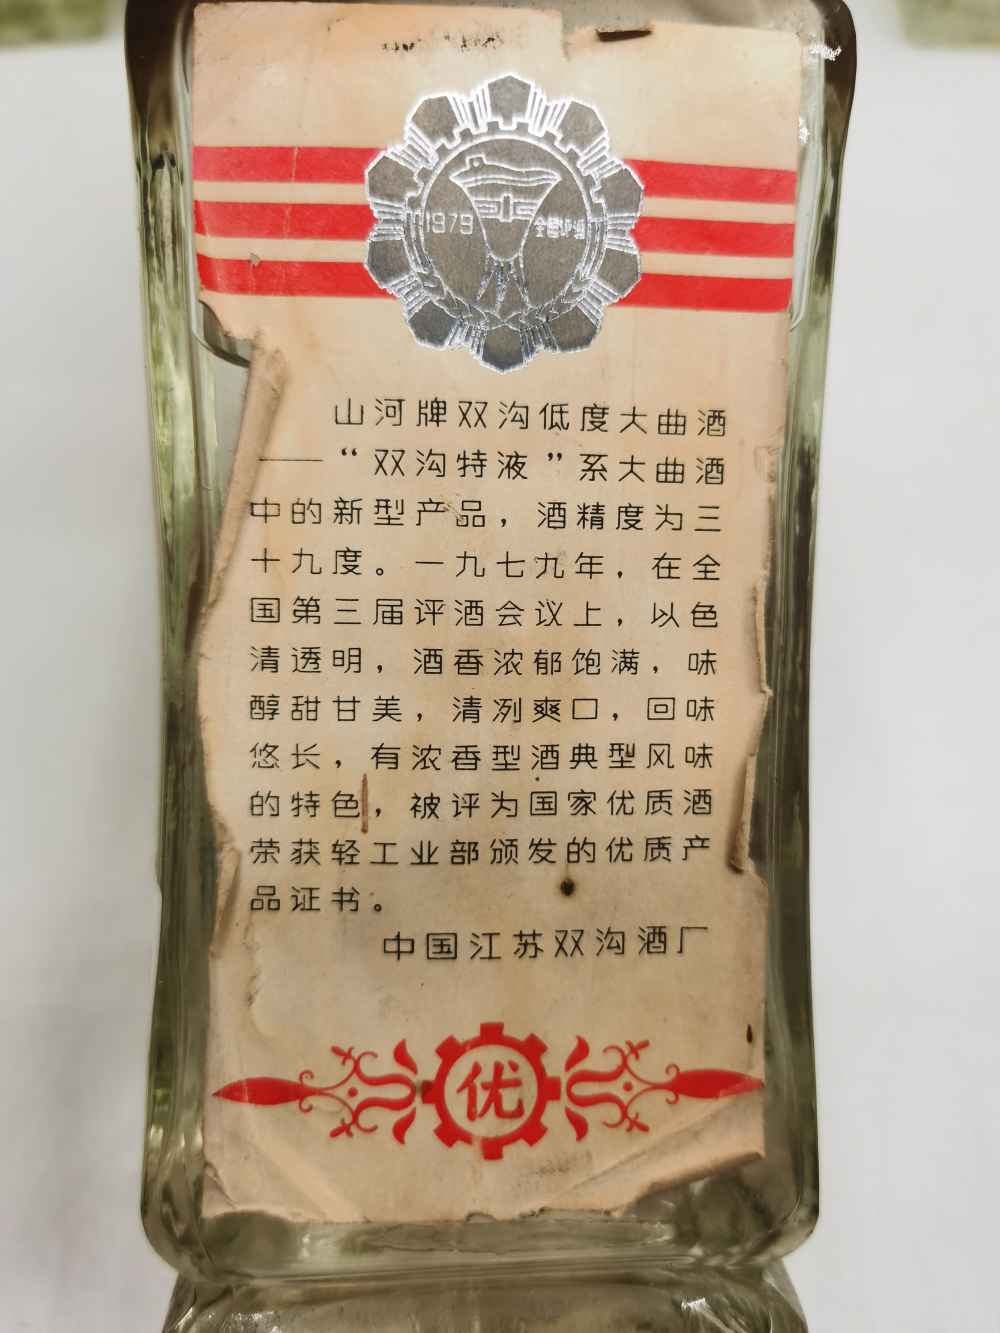 1979 全国评酒
山河牌双沟低度大曲酒
——“双沟特液”系大曲酒
中的新型产品，酒精度为三
十九度。一九七九年，在全
国第三届评酒会议上，以色
清透明，酒香浓郁饱满，味
醇甜甘美，清冽爽口，回味
悠长，有浓香型酒典型风味
的特色，被评为国家优质酒
荣获轻工业部颁发的优质产
品证书。
中国江苏双沟酒厂
优